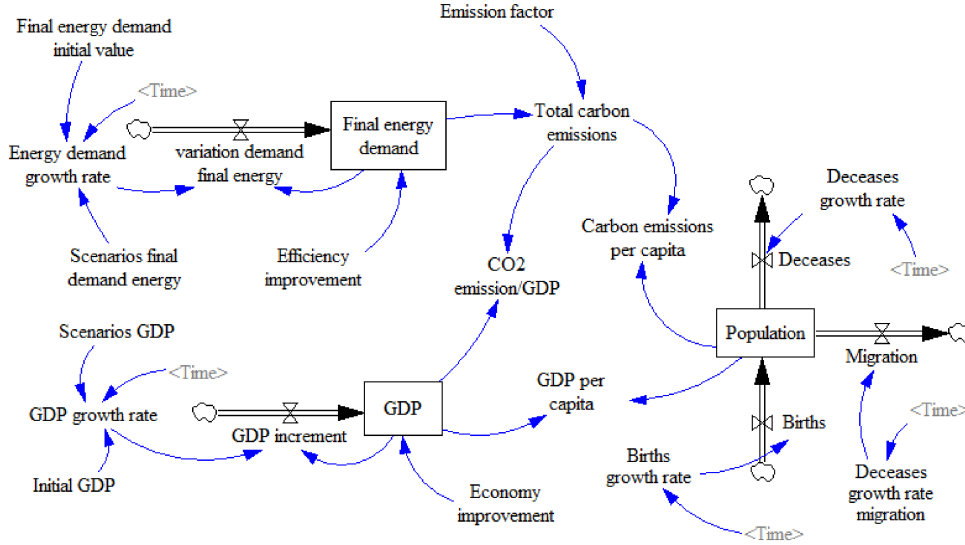 Final energy demand
initial value
Emission factor
<Time>
Final energy
demand
Total carbon
emissions
Energy demand
growth rate
variation demand
final energy
Deceases
growth rate
Scenarios final
demand energy
Efficiency
improvement
Carbon emissions
per capita
CO2
emission/GDP
Deceases
<Time>
Scenarios GDP
Population
Migration
<Time>
GDP growth rate
GDP
GDP per
capita
GDP increment
<Time>
Births
Births
growth rate
Initial GDP
Economy
improvement
Deceases
growth rate
migration
<Time>